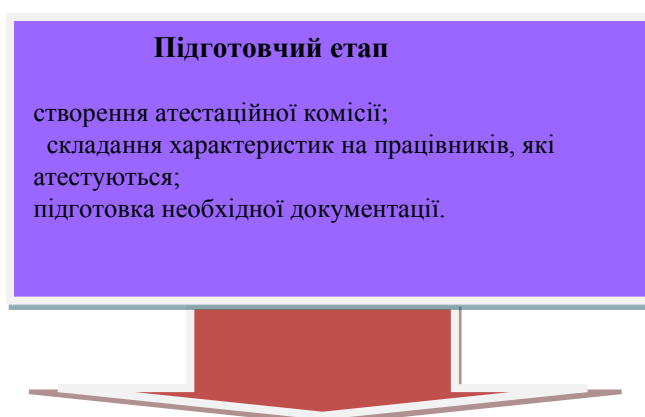 Підготовчий етап
створення атестаційної комісії;
складання характеристик на працівників, які
атестуються;
підготовка необхідної документації.